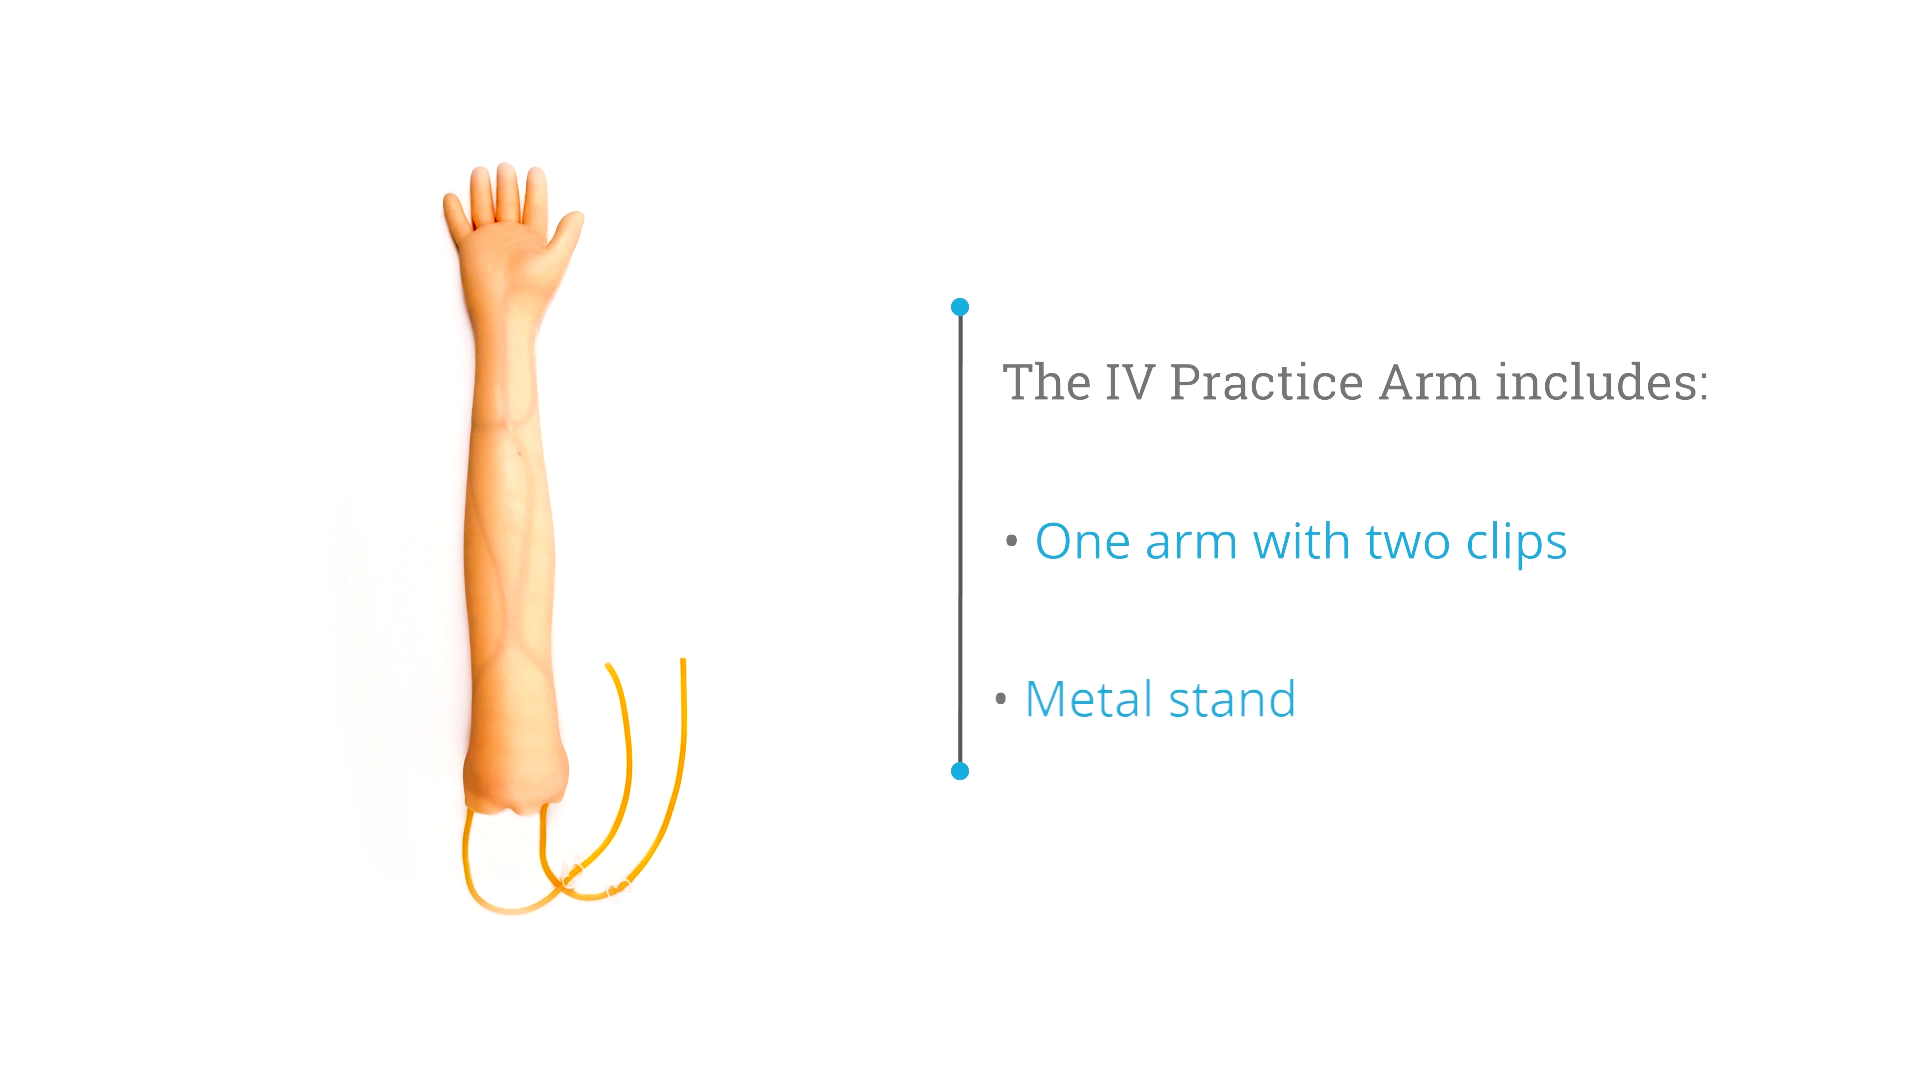 The IV Practice Arm includes:
• One arm with two clips
• Metal stand